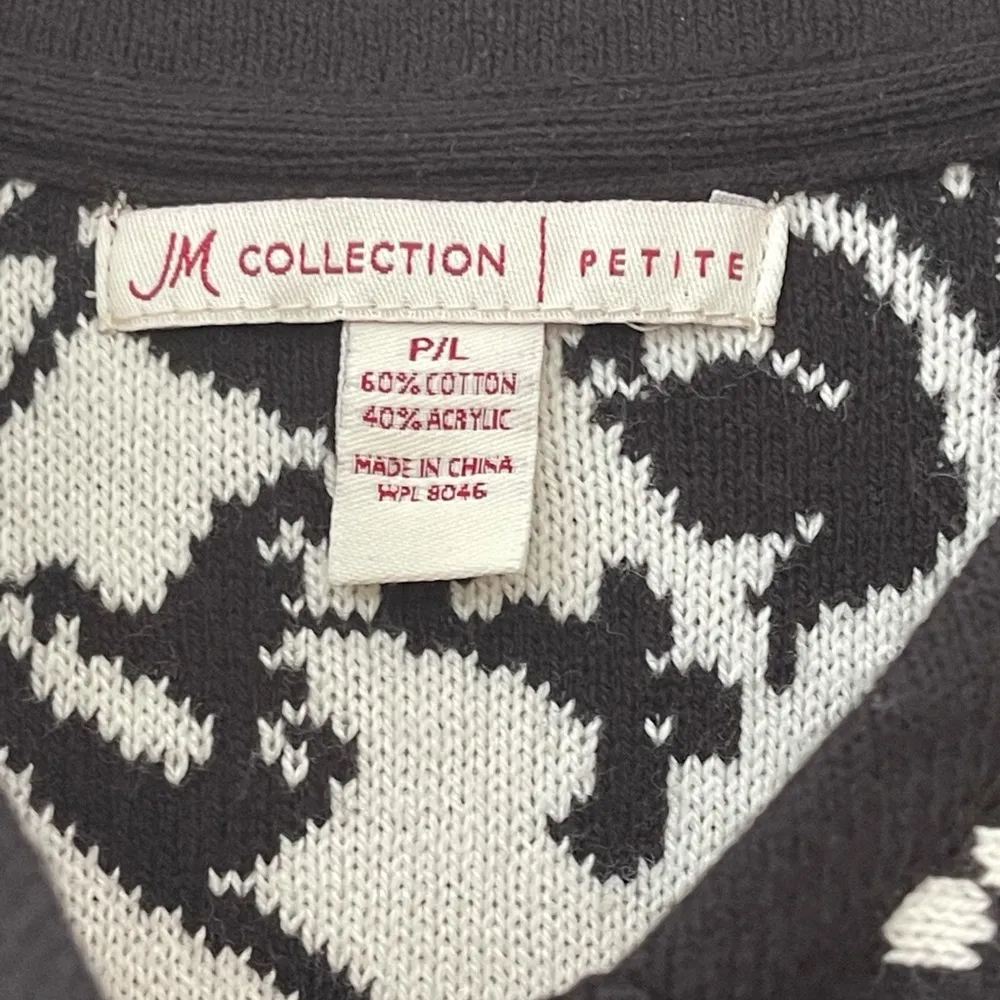 JM COLLECTION | PETITE
P/L
60% COTTON
40% ACRYLIC
MADE IN CHINA
WPL 8046